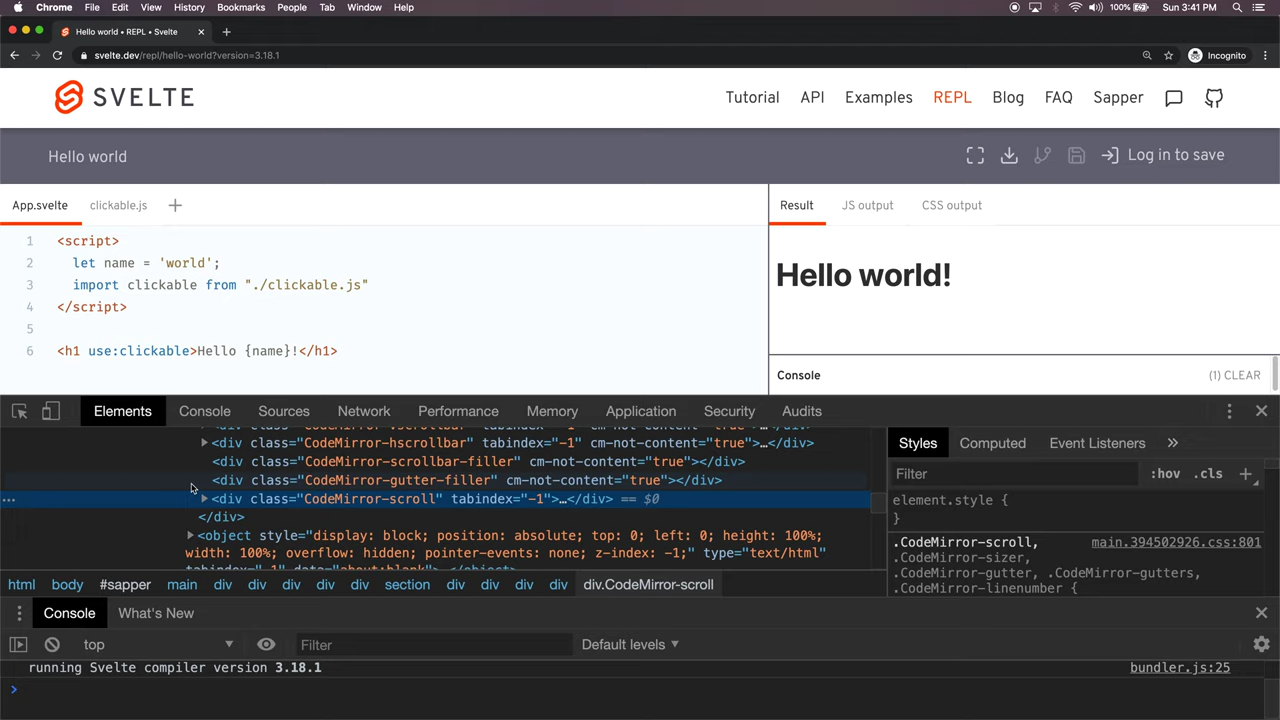 Chrome File Edit View History Bookmarks People Tab Window Help 100% Sun 3:41 PM
Hello world • REPL • Svelte × +
svelte.dev/repl/hello-world?version=3.18.1 Incognito
SVELTE Tutorial API Examples REPL Blog FAQ Sapper
Hello world Log in to save
App.svelte clickable.js + Result JS output CSS output
1 <script>
2 let name = 'world';
3 import clickable from "./clickable.js"
4 </script>
5
6 <h1 use:clickable>Hello {name}!</h1>
Hello world!
Console (1) CLEAR
Elements Console Sources Network Performance Memory Application Security Audits
<div class="CodeMirror-hscrollbar" tabindex="-1" cm-not-content="true">…</div>
<div class="CodeMirror-scrollbar-filler" cm-not-content="true"></div>
<div class="CodeMirror-gutter-filler" cm-not-content="true"></div>
<div class="CodeMirror-scroll" tabindex="-1">…</div> == $0
</div>
<object style="display: block; position: absolute; top: 0; left: 0; height: 100%;
width: 100%; overflow: hidden; pointer-events: none; z-index: -1;" type="text/html"
html body #sapper main div div div div div section div div div div div.CodeMirror-scroll
Styles Computed Event Listeners »
Filter :hov .cls +
element.style {
}
.CodeMirror-scroll, main.394502926.css:801
.CodeMirror-sizer,
.CodeMirror-gutter, .CodeMirror-gutters,
.CodeMirror-linenumber {
Console What's New
top Filter Default levels
running Svelte compiler version 3.18.1 bundler.js:25
>